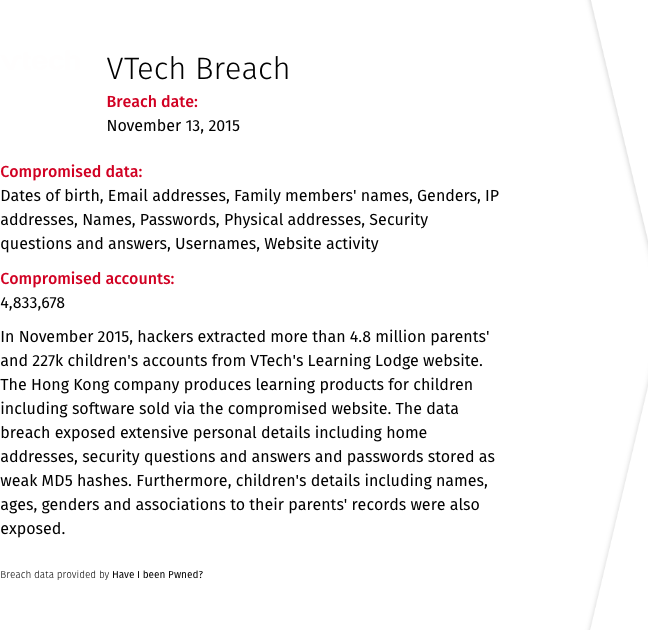 VTech Breach
Breach date:
November 13, 2015
Compromised data:
Dates of birth, Email addresses, Family members' names, Genders, IP
addresses, Names, Passwords, Physical addresses, Security
questions and answers, Usernames, Website activity
Compromised accounts:
4,833,678
In November 2015, hackers extracted more than 4.8 million parents'
and 227k children's accounts from VTech's Learning Lodge website.
The Hong Kong company produces learning products for children
including software sold via the compromised website. The data
breach exposed extensive personal details including home
addresses, security questions and answers and passwords stored as
weak MD5 hashes. Furthermore, children's details including names,
ages, genders and associations to their parents' records were also
exposed.
Breach data provided by Have I been Pwned?